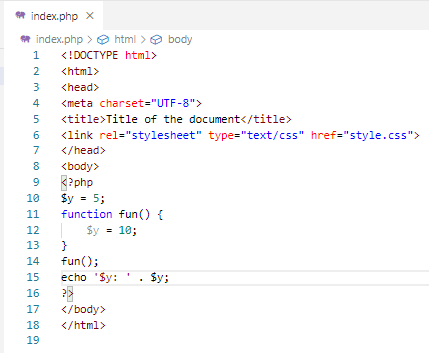 index.php ×
index.php > html > body
1 <!DOCTYPE html>
2 <html>
3 <head>
4 <meta charset="UTF-8">
5 <title>Title of the document</title>
6 <link rel="stylesheet" type="text/css" href="style.css">
7 </head>
8 <body>
9 <?php
10 $y = 5;
11 function fun() {
12     $y = 10;
13 }
14 fun();
15 echo '$y: ' . $y;
16 ?>
17 </body>
18 </html>
19